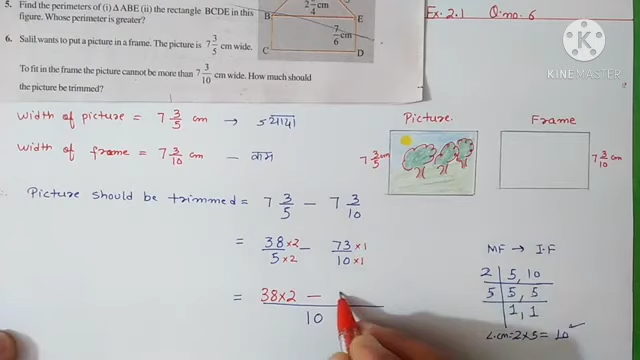 5. Find the perimeters of (i) ΔABE (ii) the rectangle BCDE in this
figure. Whose perimeter is greater?
2 3/4 cm
B
E
7/6 cm
C
D
6. Salil wants to put a picture in a frame. The picture is 7 3/5 cm wide.
To fit in the frame the picture cannot be more than 7 3/10 cm wide. How much should
the picture be trimmed?
Ex. 2.1 Q. no. 6
KINEMASTER
Width of picture = 7 3/5 cm → ज्यादा
Width of frame = 7 3/10 cm - कम
Picture
7 3/5 cm
Frame
7 3/10 cm
∴ Picture should be trimmed = 7 3/5 - 7 3/10
= 38×2/5×2 - 73×1/10×1
= 38×2 - /10
MF → I.F
2 | 5, 10
5 | 5, 5
1, 1
L.cm = 2×5 = 10